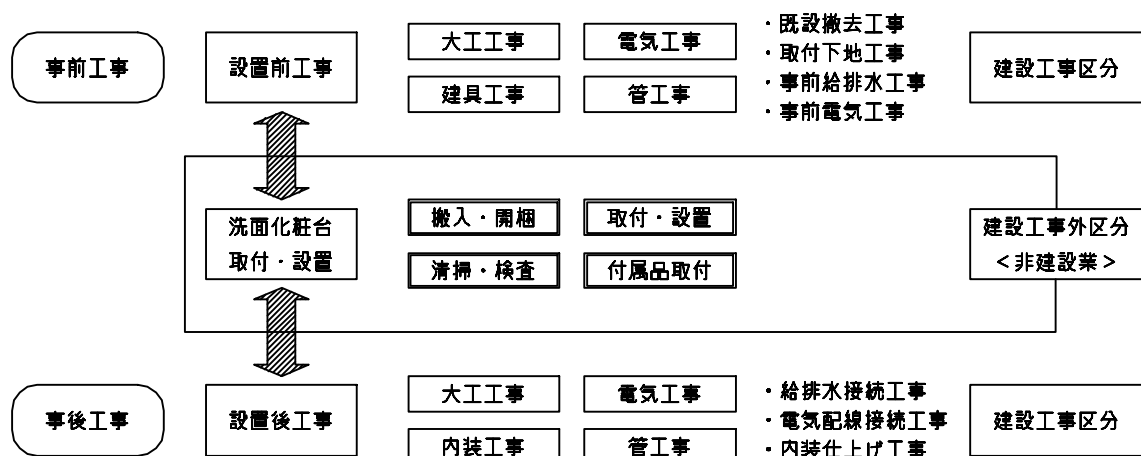 事前工事
設置前工事
大工工事
電気工事
建具工事
管工事
・既設撤去工事
・取付下地工事
・事前給排水工事
・事前電気工事
建設工事区分
洗面化粧台
取付・設置
搬入・開梱
取付・設置
清掃・検査
付属品取付
建設工事外区分
＜非建設業＞
事後工事
設置後工事
大工工事
電気工事
内装工事
管工事
・給排水接続工事
・電気配線接続工事
・内装仕上げ工事
建設工事区分